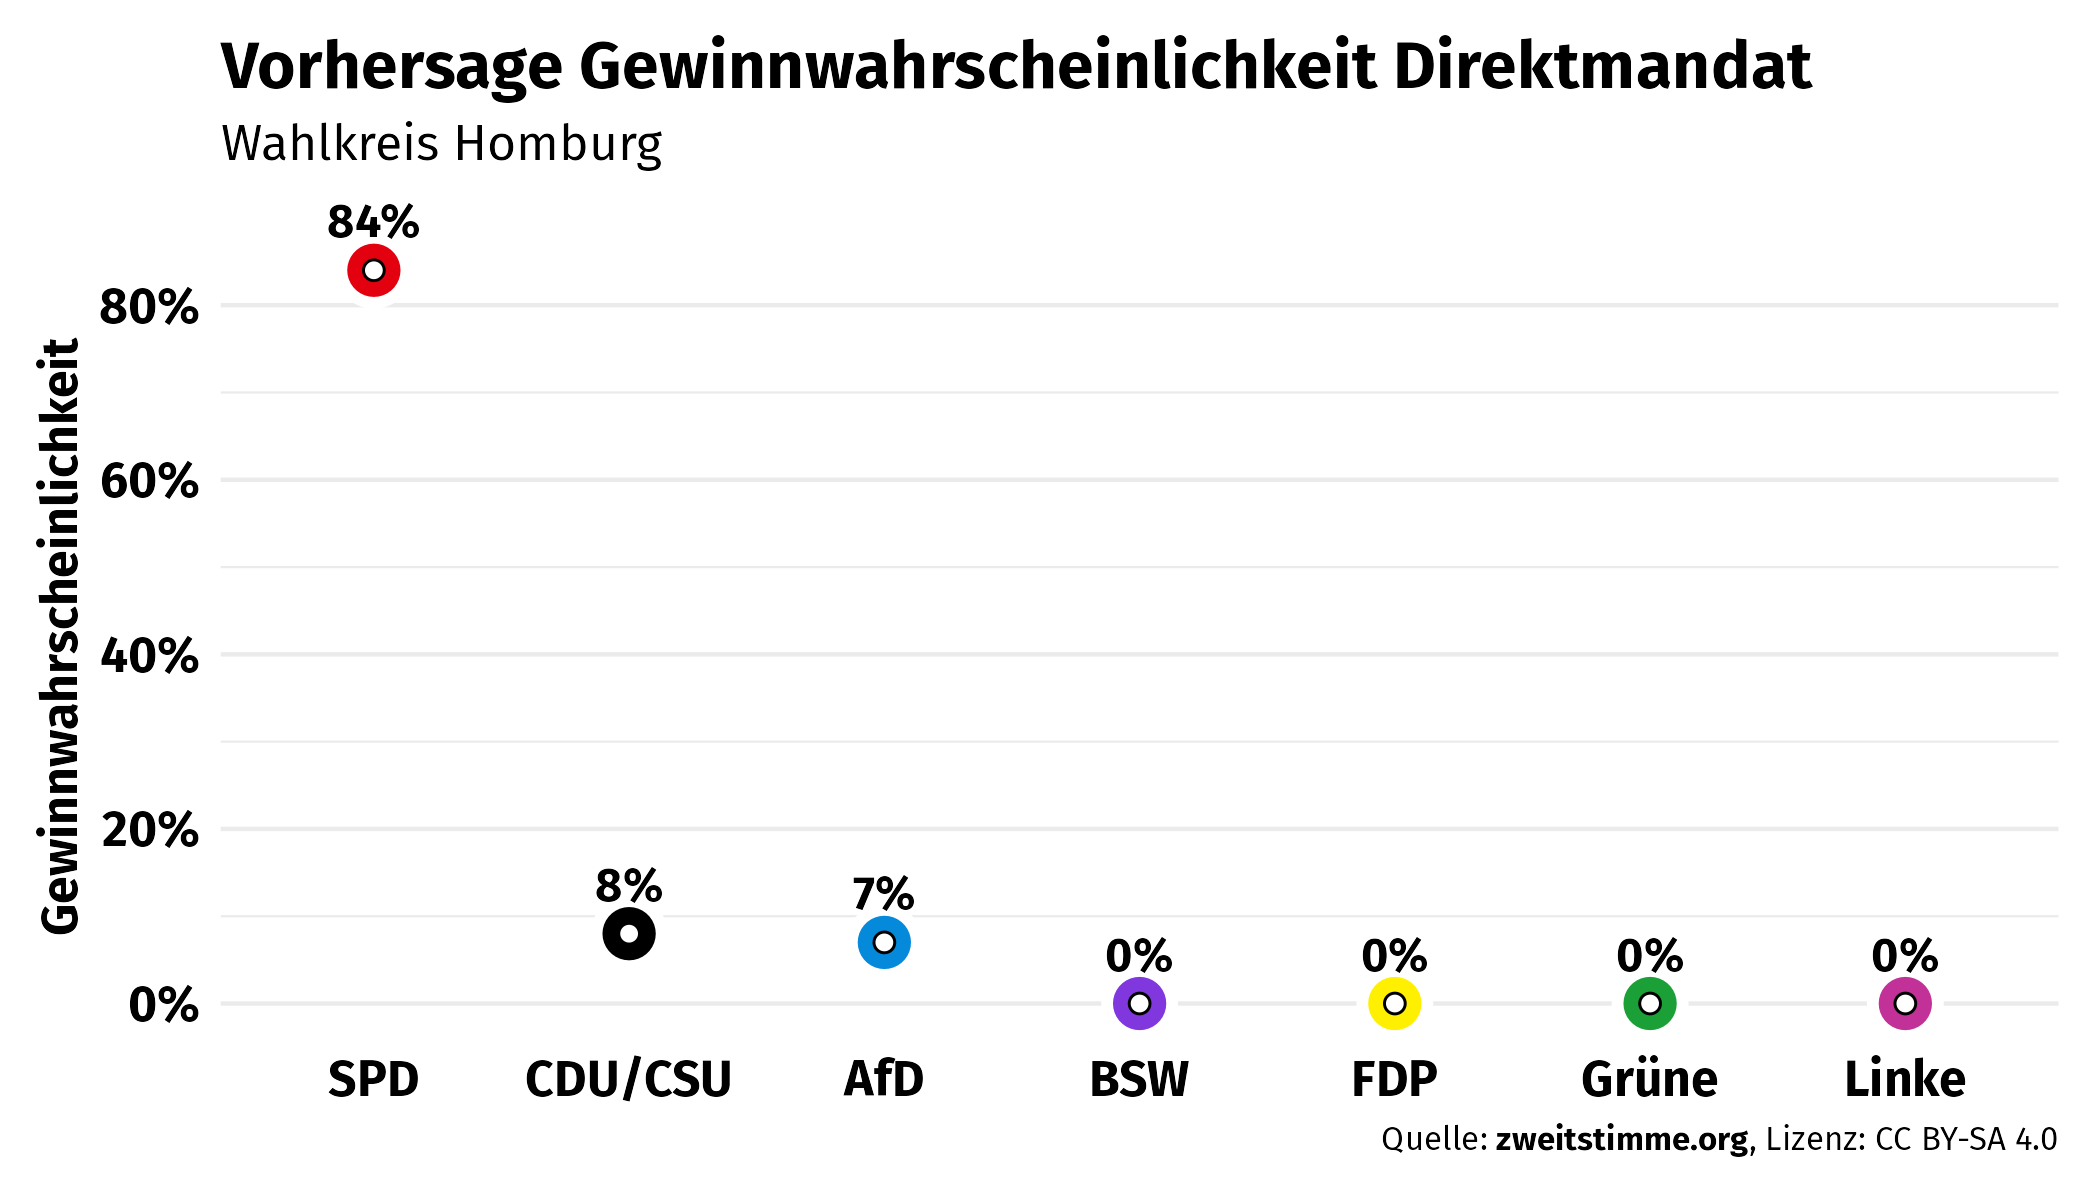 Vorhersage Gewinnwahrscheinlichkeit Direktmandat
Wahlkreis Homburg
84%
80%
60%
40%
20%
0%
Gewinnwahrscheinlichkeit
8%
7%
0%
0%
0%
0%
SPD
CDU/CSU
AfD
BSW
FDP
Grüne
Linke
Quelle: zweitstimme.org, Lizenz: CC BY-SA 4.0